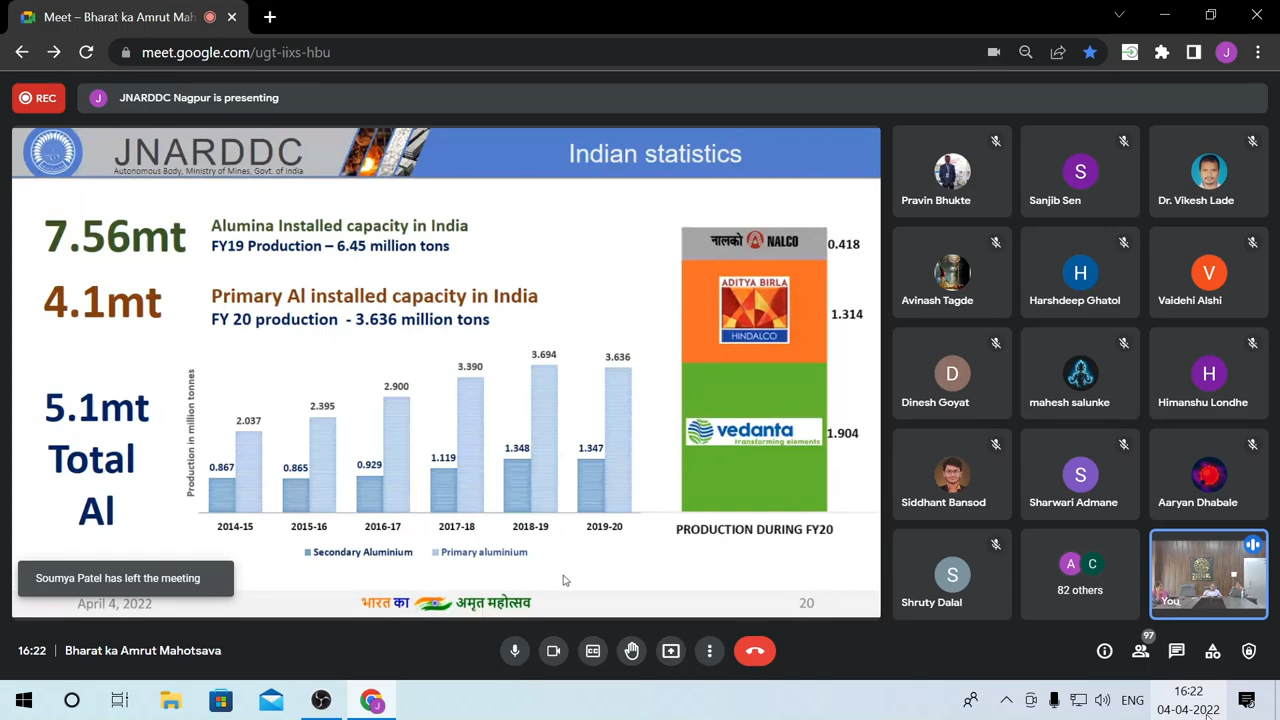 Meet – Bharat ka Amrut Mah
meet.google.com/ugt-iixs-hbu
J
REC
J
JNARDDC Nagpur is presenting
JNARDDC
Autonomous Body, Ministry of Mines, Govt. of India
Indian statistics
7.56mt
Alumina Installed capacity in India
FY19 Production – 6.45 million tons
4.1mt
Primary Al installed capacity in India
FY 20 production - 3.636 million tons
5.1mt
Total
Al
Production in million tonnes
0.867
2.037
0.865
2.395
0.929
2.900
1.119
3.390
1.348
3.694
1.347
3.636
2014-15
2015-16
2016-17
2017-18
2018-19
2019-20
Secondary Aluminium
Primary aluminium
नालको NALCO
0.418
ADITYA BIRLA
HINDALCO
1.314
vedanta
transforming elements
1.904
PRODUCTION DURING FY20
Soumya Patel has left the meeting
April 4, 2022
भारत का अमृत महोत्सव
20
Pravin Bhukte
S
Sanjib Sen
Dr. Vikesh Lade
Avinash Tagde
H
Harshdeep Ghatol
V
Vaidehi Alshi
D
Dinesh Goyat
mahesh salunke
H
Himanshu Londhe
Siddhant Bansod
S
Sharwari Admane
Aaryan Dhabale
S
Shruty Dalal
A
C
82 others
You
16:22
Bharat ka Amrut Mahotsava
97
ENG
16:22
04-04-2022